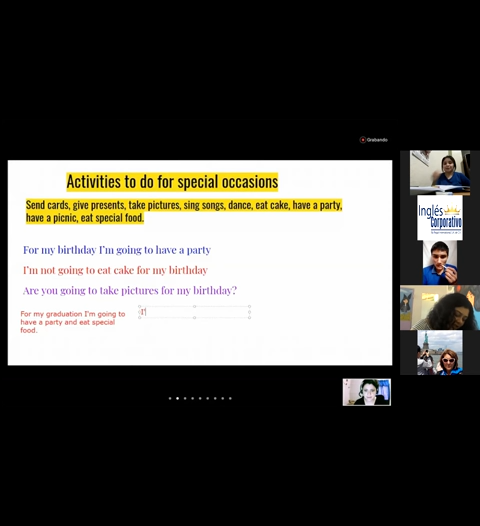 Grabando
Activities to do for special occasions
Send cards, give presents, take pictures, sing songs, dance, eat cake, have a party,
have a picnic, eat special food.
For my birthday I'm going to have a party
I'm not going to eat cake for my birthday
Are you going to take pictures for my birthday?
For my graduation I'm going to
have a party and eat special
food.
I'
Inglés
corporativo